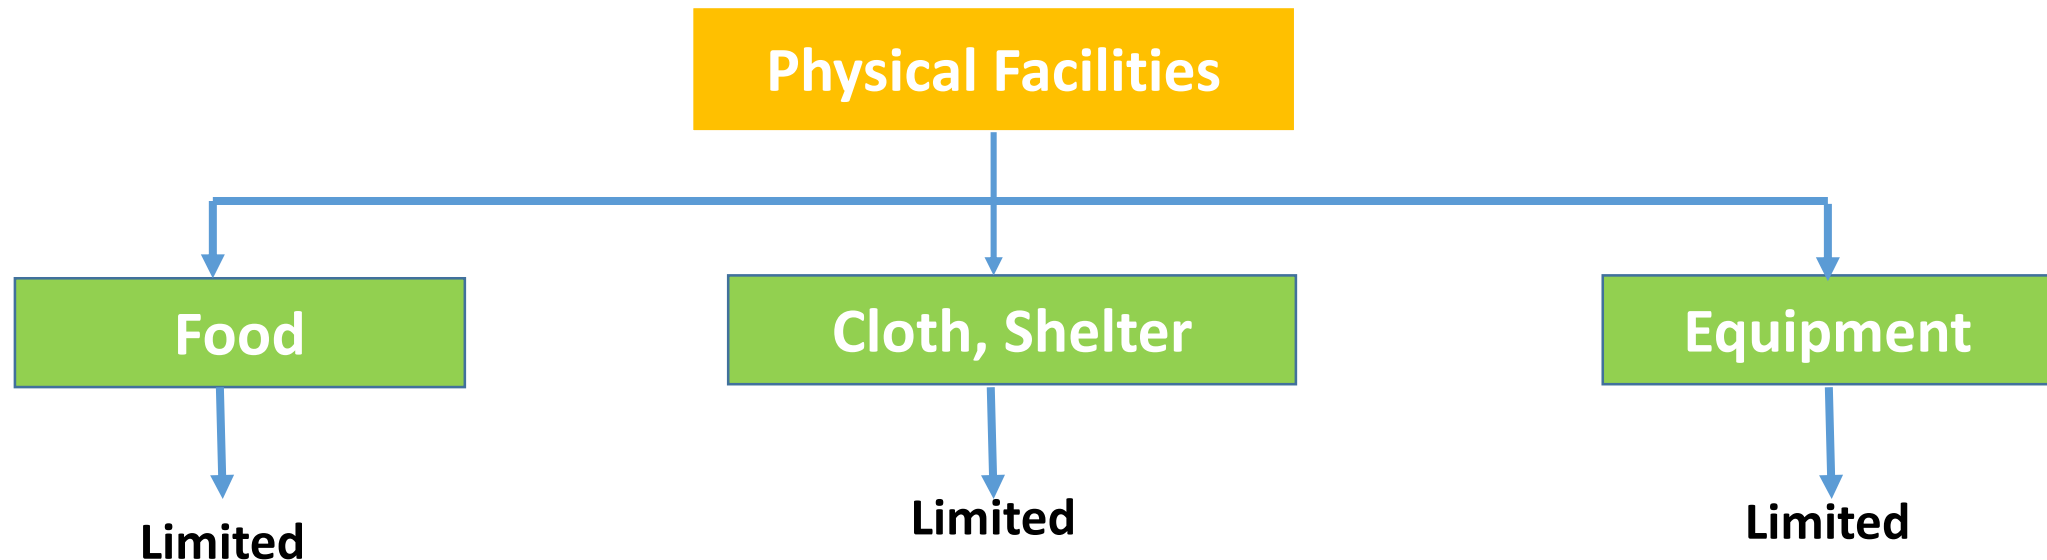 Physical Facilities
Food
Cloth, Shelter
Equipment
Limited
Limited
Limited